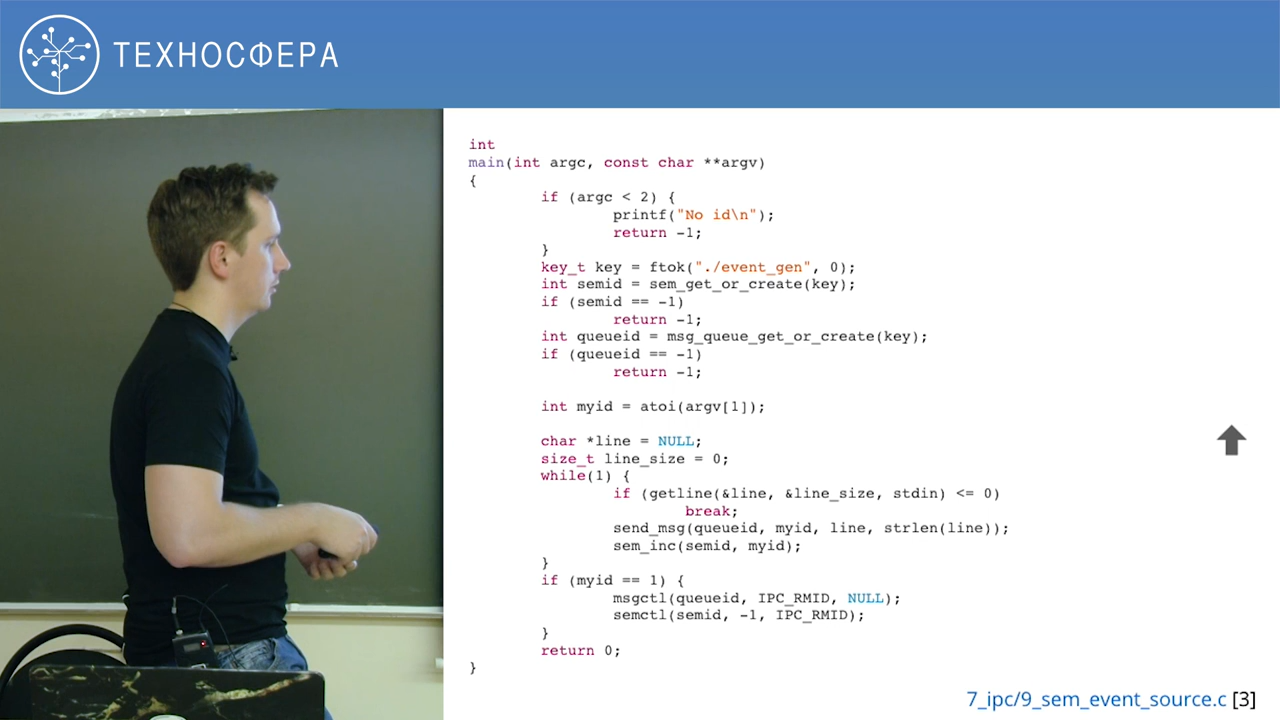 ТЕХНОСФЕРА
int
main(int argc, const char **argv)
{
        if (argc < 2) {
                printf("No id\n");
                return -1;
        }
        key_t key = ftok("./event_gen", 0);
        int semid = sem_get_or_create(key);
        if (semid == -1)
                return -1;
        int queueid = msg_queue_get_or_create(key);
        if (queueid == -1)
                return -1;
        int myid = atoi(argv[1]);
        char *line = NULL;
        size_t line_size = 0;
        while(1) {
                if (getline(&line, &line_size, stdin) <= 0)
                        break;
                send_msg(queueid, myid, line, strlen(line));
                sem_inc(semid, myid);
        }
        if (myid == 1) {
                msgctl(queueid, IPC_RMID, NULL);
                semctl(semid, -1, IPC_RMID);
        }
        return 0;
}
7_ipc/9_sem_event_source.c [3]